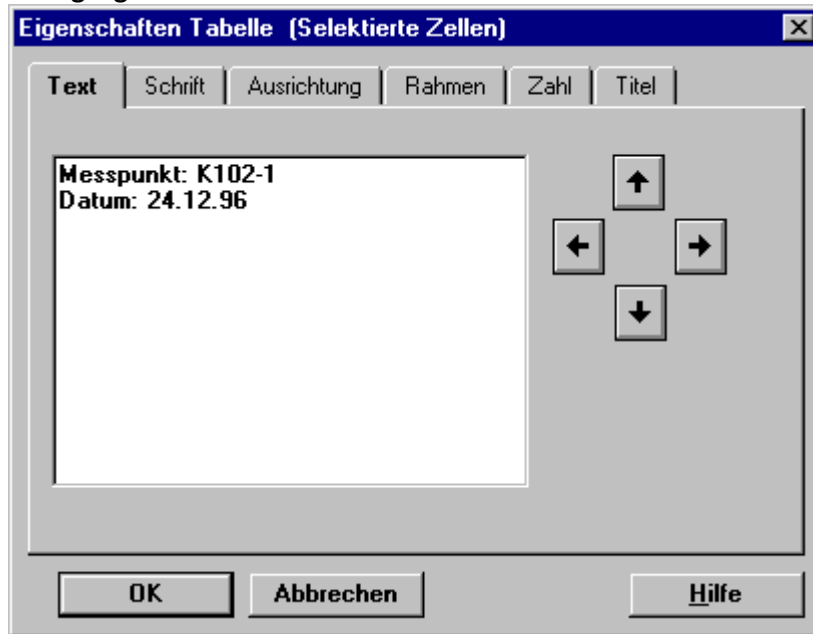 Eigenschaften Tabelle (Selektierte Zellen)
Text Schrift Ausrichtung Rahmen Zahl Titel
Messpunkt: K102-1
Datum: 24.12.96
OK Abbrechen Hilfe